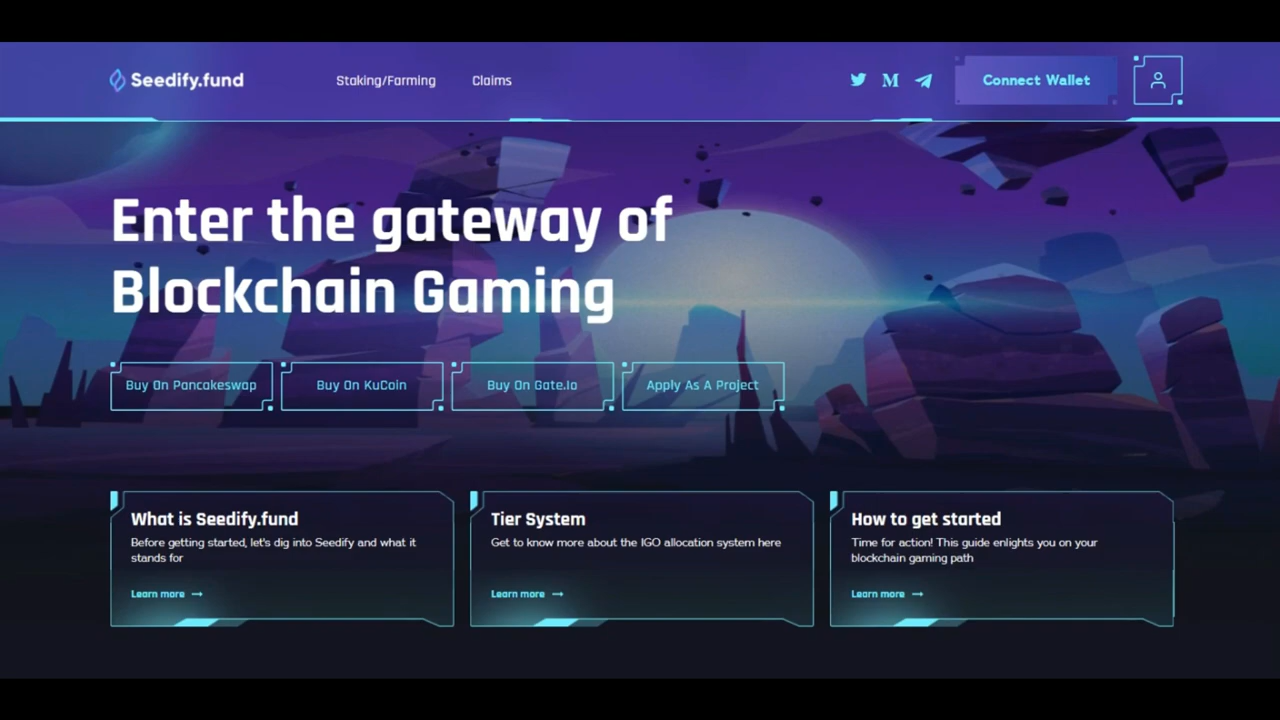 Seedify.fund
Staking/Farming
Claims
M
Connect Wallet
Enter the gateway of
Blockchain Gaming
Buy On Pancakeswap
Buy On KuCoin
Buy On Gate.Io
Apply As A Project
What is Seedify.fund
Before getting started, let's dig into Seedify and what it
stands for
Learn more
Tier System
Get to know more about the IGO allocation system here
Learn more
How to get started
Time for action! This guide enlights you on your
blockchain gaming path
Learn more